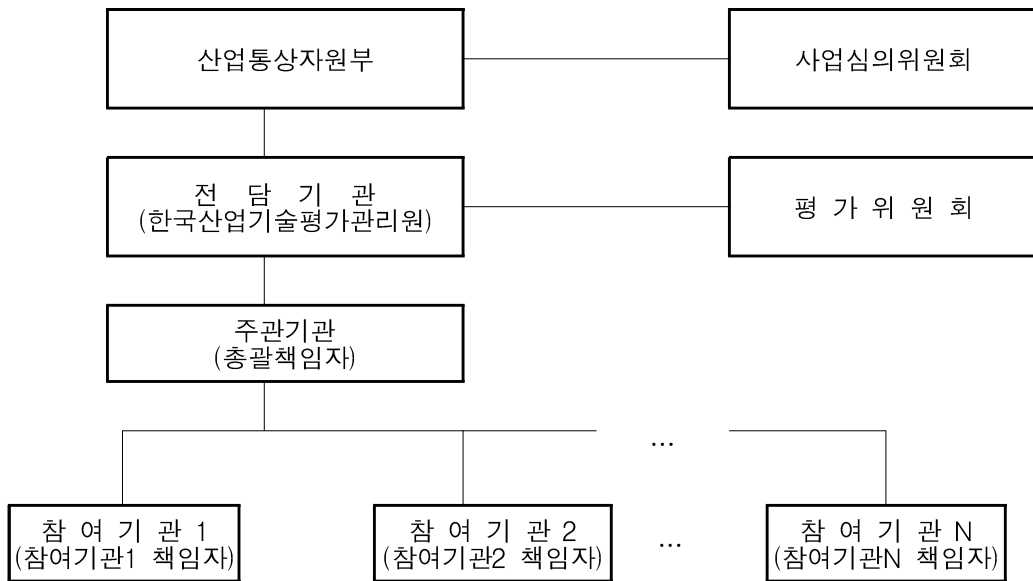 산업통상자원부
사업심의위원회
전 담 기 관
(한국산업기술평가관리원)
평 가 위 원 회
주관기관
(총괄책임자)
...
참 여 기 관 1
(참여기관1 책임자)
참 여 기 관 2
(참여기관2 책임자)
...
참 여 기 관 N
(참여기관N 책임자)